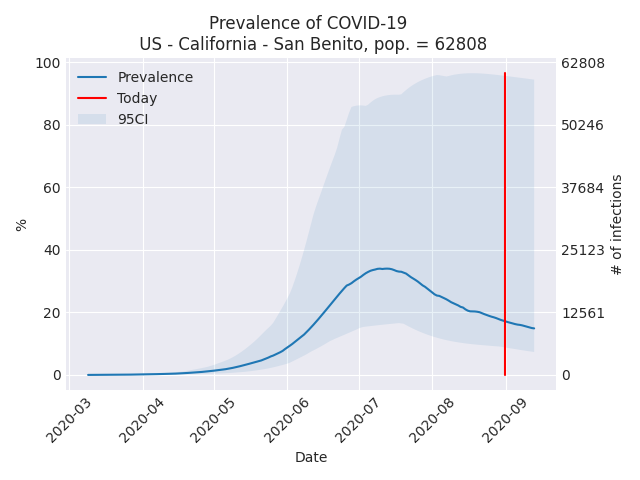 Prevalence of COVID-19
US - California - San Benito, pop. = 62808
Prevalence
Today
95CI
100
80
60
40
20
0
%
62808
50246
37684
25123
12561
0
# of infections
2020-03
2020-04
2020-05
2020-06
2020-07
2020-08
2020-09
Date